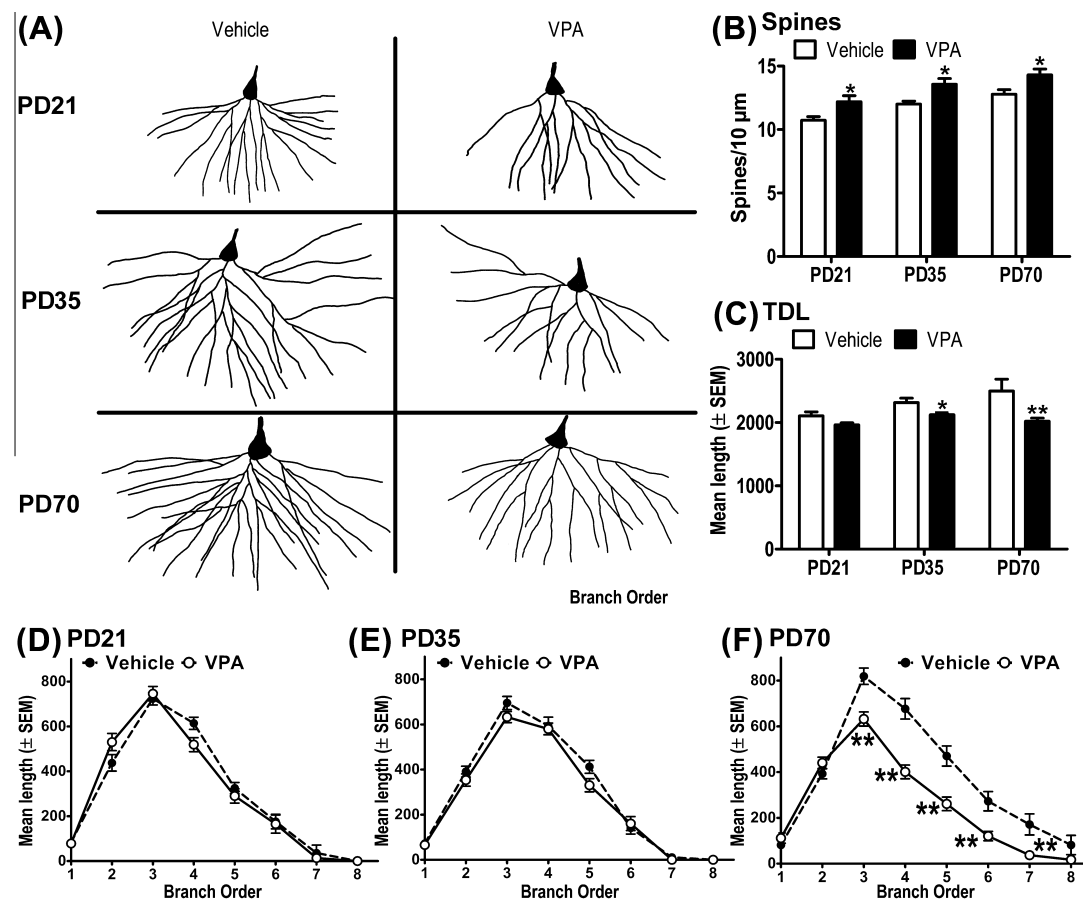 (A)
Vehicle VPA
PD21
PD35
PD70
(B) Spines
Vehicle VPA
Spines/10 µm
15
10
5
0
* * *
PD21 PD35 PD70
(C) TDL
Vehicle VPA
Mean length (± SEM)
3000
2000
1000
0
* **
PD21 PD35 PD70
Branch Order
(D) PD21
Vehicle VPA
Mean length (± SEM)
800
600
400
200
0
1 2 3 4 5 6 7 8
Branch Order
(E) PD35
Vehicle VPA
Mean length (± SEM)
800
600
400
200
0
1 2 3 4 5 6 7 8
Branch Order
(F) PD70
Vehicle VPA
Mean length (± SEM)
800
600
400
200
0
** ** ** ** **
1 2 3 4 5 6 7 8
Branch Order